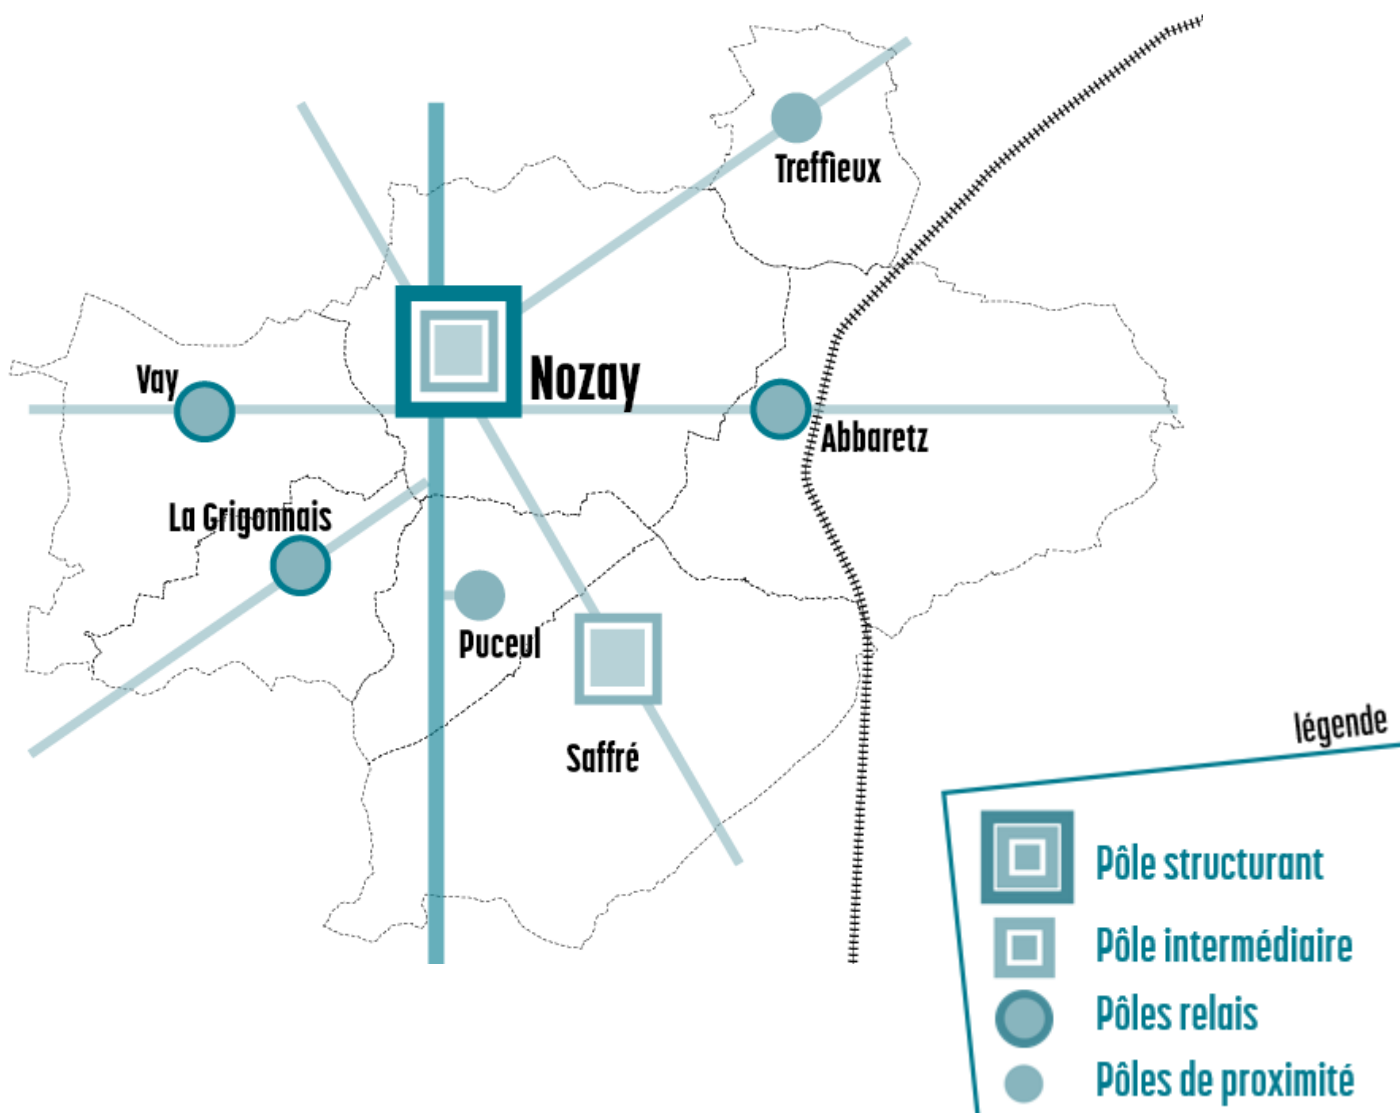 Treffieux
Vay
Nozay
Abbaretz
La Grigonnais
Puceul
Saffré
légende
Pôle structurant
Pôle intermédiaire
Pôles relais
Pôles de proximité